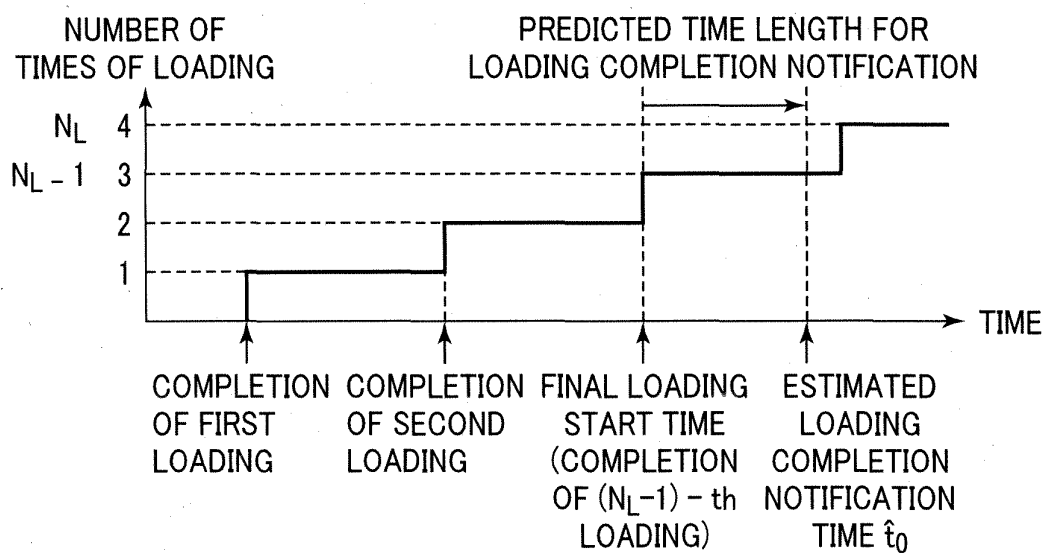 NUMBER OF
TIMES OF LOADING
PREDICTED TIME LENGTH FOR
LOADING COMPLETION NOTIFICATION
N_L 4
N_L – 1 3
2
1
TIME
COMPLETION
OF FIRST
LOADING
COMPLETION
OF SECOND
LOADING
FINAL LOADING
START TIME
(COMPLETION
OF (N_L-1) - th
LOADING)
ESTIMATED
LOADING
COMPLETION
NOTIFICATION
TIME t̂_0